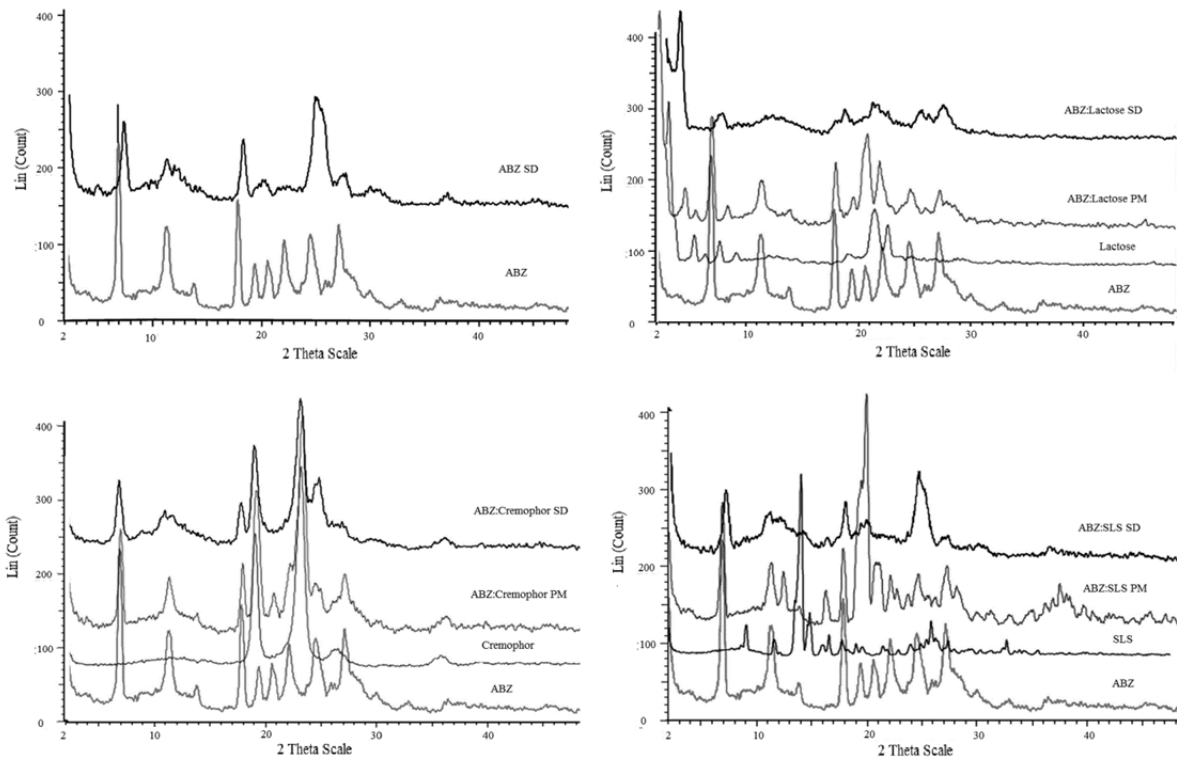 400
300
200
:100
0
Lin (Count)
ABZ SD
ABZ
2 10 20 30 40
2 Theta Scale
400
300
200
:100
0
Lin (Count)
ABZ:Lactose SD
ABZ:Lactose PM
Lactose
ABZ
2 10 20 30 40
2 Theta Scale
400
300
200
:100
0
Lin (Count)
ABZ:Cremophor SD
ABZ:Cremophor PM
Cremophor
ABZ
2 10 20 30 40
2 Theta Scale
400
300
200
:100
0
Lin (Count)
ABZ:SLS SD
ABZ:SLS PM
SLS
ABZ
2 10 20 30 40
2 Theta Scale